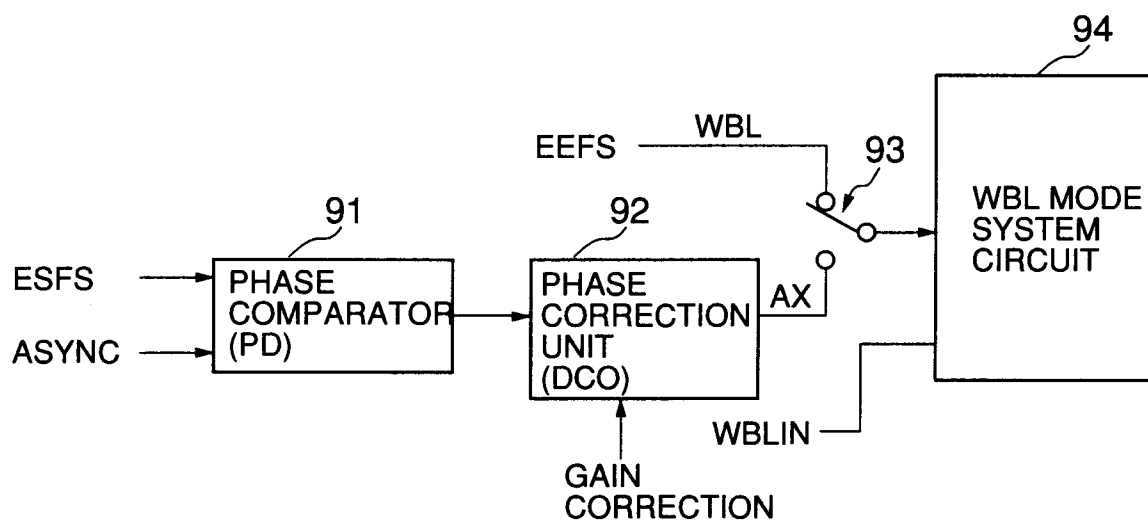 94
WBL
EEFS
93
WBL MODE
SYSTEM
CIRCUIT
91
92
ESFS
ASYNC
PHASE
COMPARATOR
(PD)
PHASE
CORRECTION
UNIT
(DCO)
AX
WBLIN
GAIN
CORRECTION